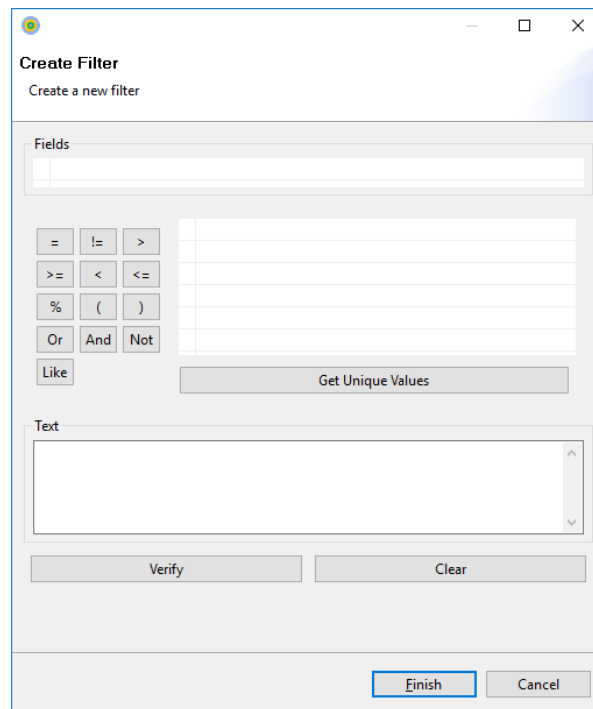 Create Filter
Create a new filter
Fields
= != >
>= < <=
% ( )
Or And Not
Like
Get Unique Values
Text
Verify Clear
Finish Cancel